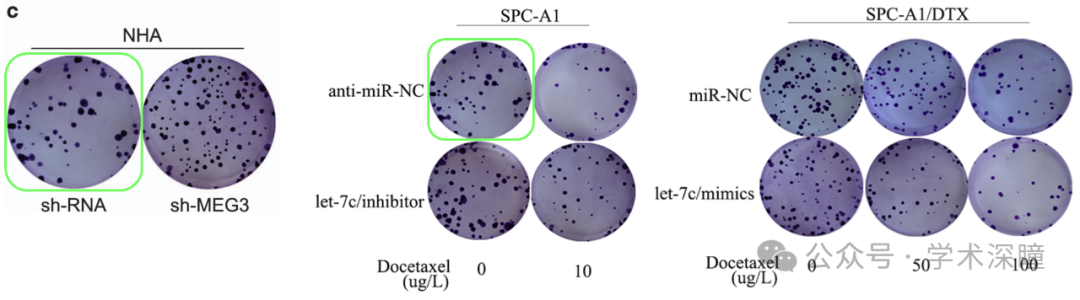 c
NHA
sh-RNA sh-MEG3
SPC-A1
anti-miR-NC
let-7c/inhibitor
Docetaxel 0 10
(ug/L)
SPC-A1/DTX
miR-NC
let-7c/mimics
Docetaxel 0 50 100
(ug/L)
公众号·学术深瞳